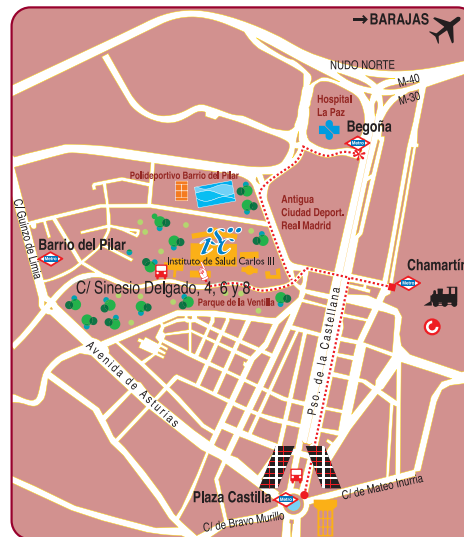 →BARAJAS
NUDO NORTE
M-40
M-30
Hospital
La Paz
Begoña
Metro
Polideportivo Barrio del Pilar
Antigua
Ciudad Deport.
Real Madrid
C/ Guinzo de Limia
Barrio del Pilar
Metro
Instituto de Salud Carlos III
Chamartín
Metro
C/ Sinesio Delgado, 4, 6 y 8
Parque de la Ventilla
Pso. de la Castellana
Avenida de Asturias
Plaza Castilla
Metro
C/ de Mateo Inurria
C/ de Bravo Murillo